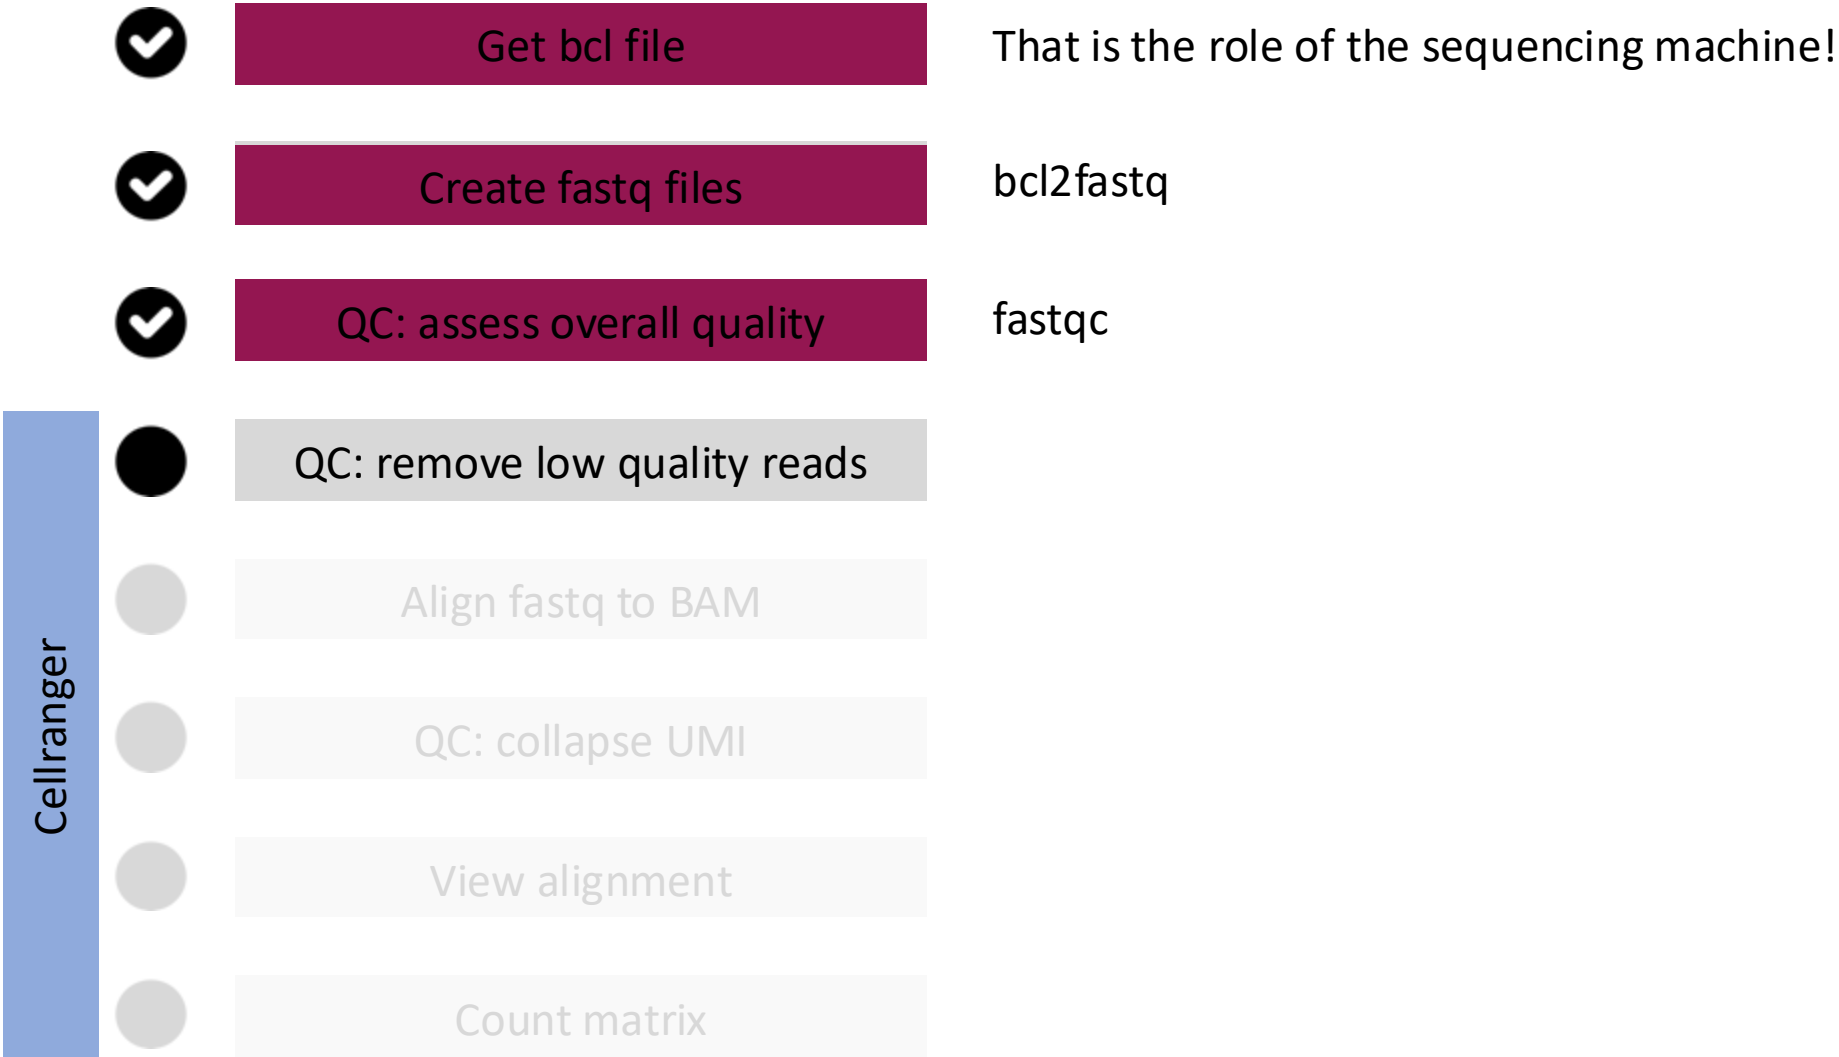 Get bcl file
That is the role of the sequencing machine!
Create fastq files
bcl2fastq
QC: assess overall quality
fastqc
QC: remove low quality reads
Align fastq to BAM
QC: collapse UMI
View alignment
Count matrix
Cellranger